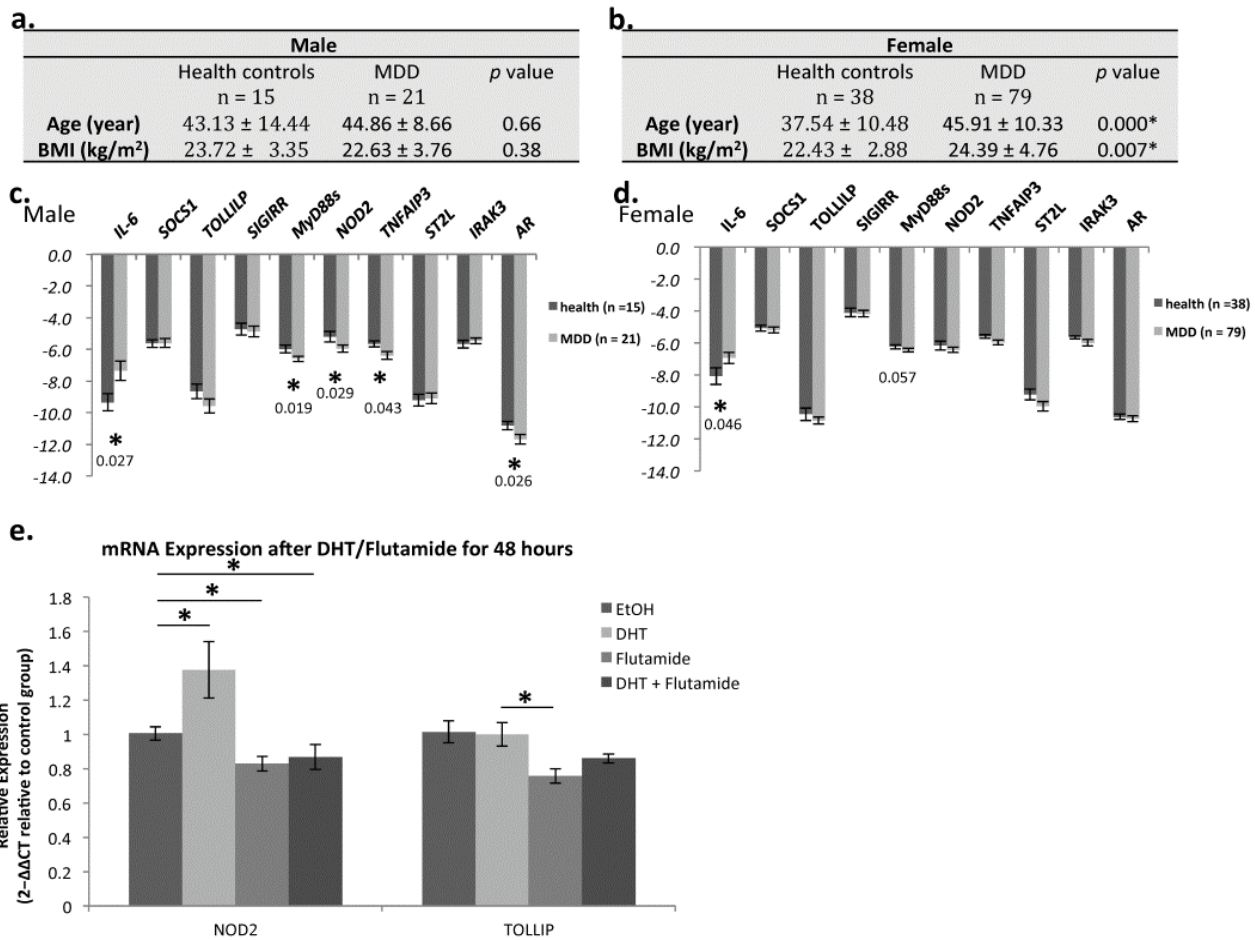 a.
Male
Health controls MDD p value
n = 15 n = 21
Age (year) 43.13 ± 14.44 44.86 ± 8.66 0.66
BMI (kg/m2) 23.72 ± 3.35 22.63 ± 3.76 0.38
b.
Female
Health controls MDD p value
n = 38 n = 79
Age (year) 37.54 ± 10.48 45.91 ± 10.33 0.000*
BMI (kg/m2) 22.43 ± 2.88 24.39 ± 4.76 0.007*
c.
Male
IL-6 SOCS1 TOLLILP SIGIRR MyD88s NOD2 TNFAIP3 ST2L IRAK3 AR
0.0
-2.0
-4.0
-6.0
-8.0
-10.0
-12.0
-14.0
health (n =15)
MDD (n = 21)
* 0.027
* 0.019
* 0.029
* 0.043
* 0.026
d.
Female
IL-6 SOCS1 TOLLILP SIGIRR MyD88s NOD2 TNFAIP3 ST2L IRAK3 AR
0.0
-2.0
-4.0
-6.0
-8.0
-10.0
-12.0
-14.0
health (n =38)
MDD (n = 79)
* 0.046
0.057
e.
mRNA Expression after DHT/Flutamide for 48 hours
Relative Expression
(2−ΔΔCT relative to control group)
1.8
1.6
1.4
1.2
1
0.8
0.6
0.4
0.2
0
*
*
*
*
EtOH
DHT
Flutamide
DHT + Flutamide
NOD2 TOLLIP